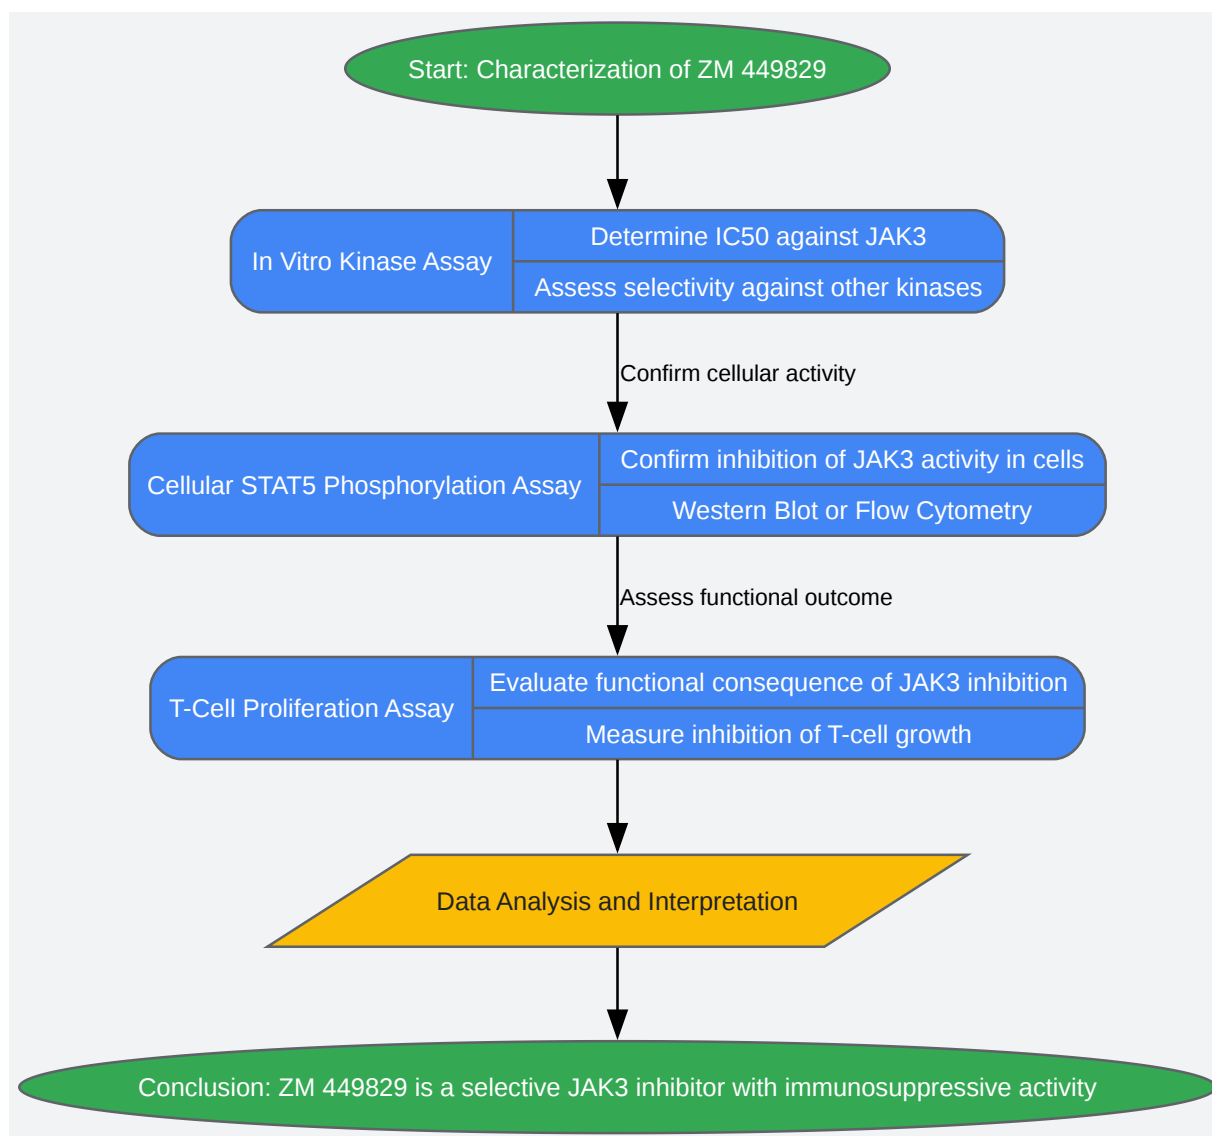 Start: Characterization of ZM 449829
In Vitro Kinase Assay
Determine IC50 against JAK3
Assess selectivity against other kinases
Confirm cellular activity
Cellular STAT5 Phosphorylation Assay
Confirm inhibition of JAK3 activity in cells
Western Blot or Flow Cytometry
Assess functional outcome
T-Cell Proliferation Assay
Evaluate functional consequence of JAK3 inhibition
Measure inhibition of T-cell growth
Data Analysis and Interpretation
Conclusion: ZM 449829 is a selective JAK3 inhibitor with immunosuppressive activity